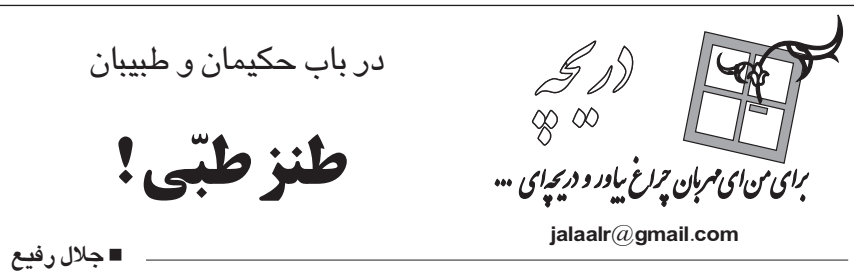 دریچه
برای من ای مهربان چراغ بیاور و دریچه‌ای ...
jalaalr@gmail.com
در باب حکیمان و طبیبان
طنز طبّی!
■ جلال رفیع